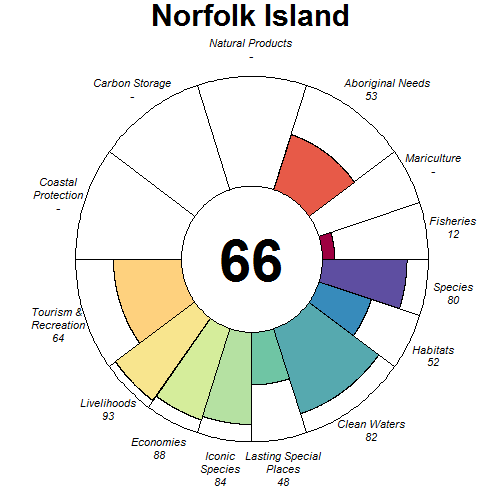 Norfolk Island
Natural Products
-
Carbon Storage
-
Aboriginal Needs
53
Mariculture
-
Coastal
Protection
-
Fisheries
12
66
Species
80
Tourism &
Recreation
64
Habitats
52
Livelihoods
93
Clean Waters
82
Economies
88
Iconic
Species
84
Lasting Special
Places
48